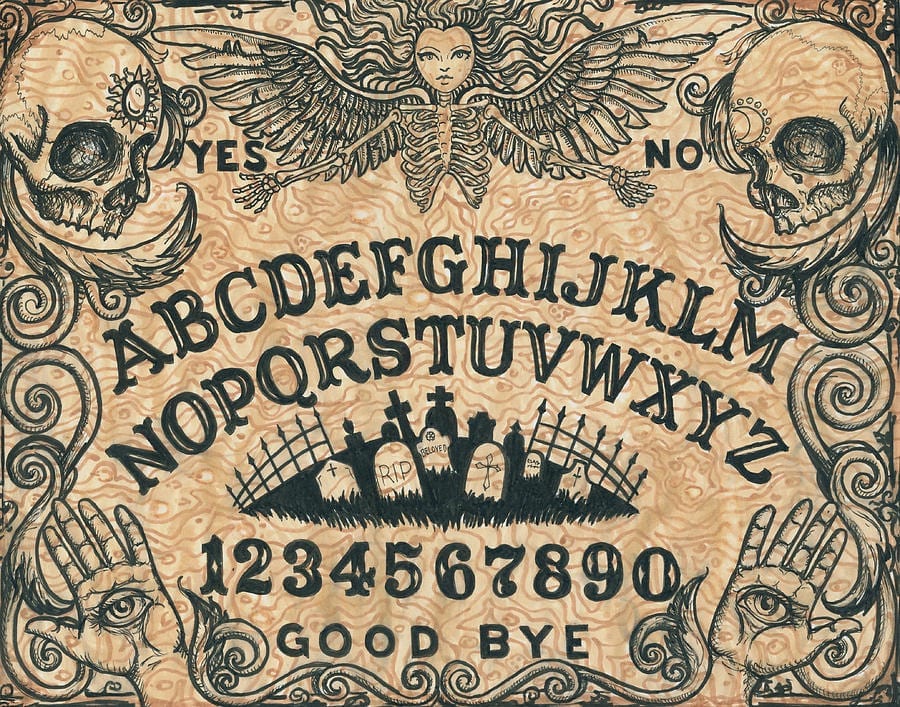 YES NO
ABCDEFGHIJKLM
NOPQRSTUVWXYZ
BELOVED
RIP
1234567890
GOOD BYE